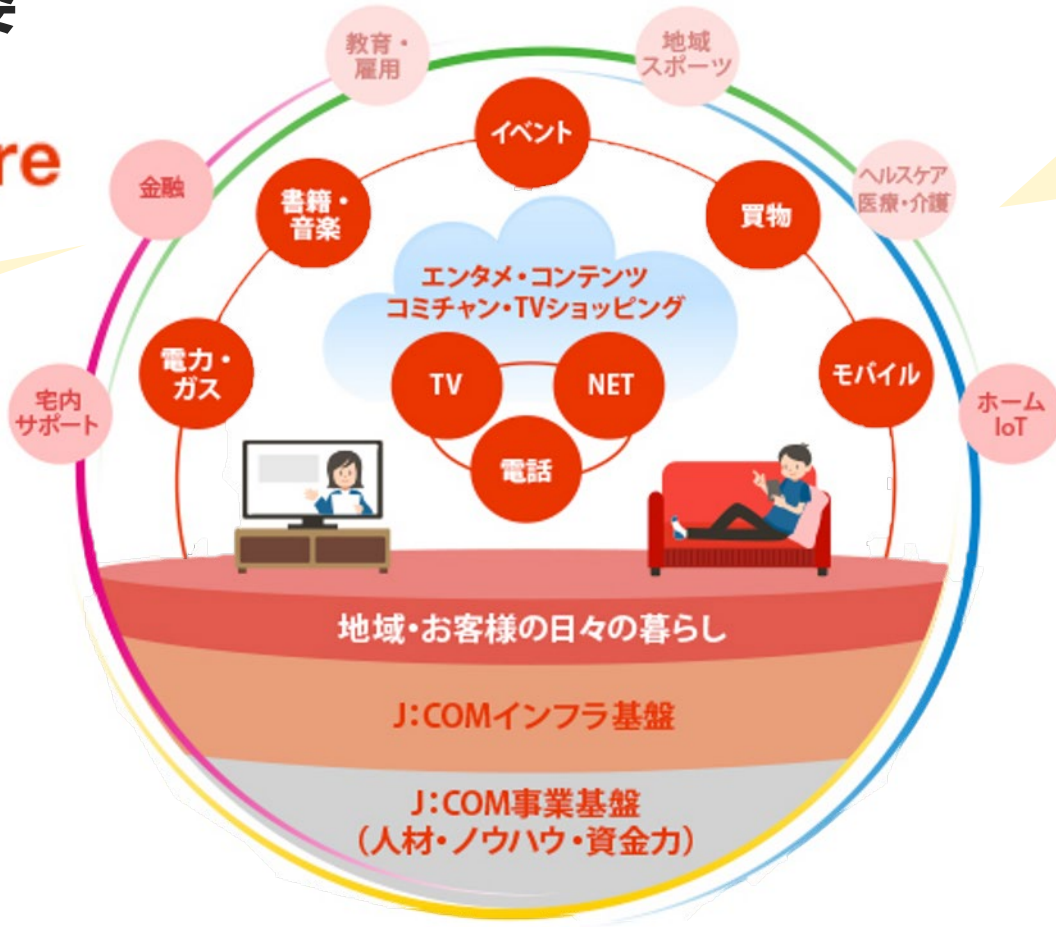 re
教育・
雇用
地域
スポーツ
イベント
金融
書籍・
音楽
買物
ヘルスケア
医療・介護
エンタメ・コンテンツ
コミチャン・TVショッピング
電力・
ガス
TV
NET
モバイル
宅内
サポート
電話
ホーム
IoT
地域・お客様の日々の暮らし
J:COMインフラ基盤
J:COM事業基盤
(人材・ノウハウ・資金力)